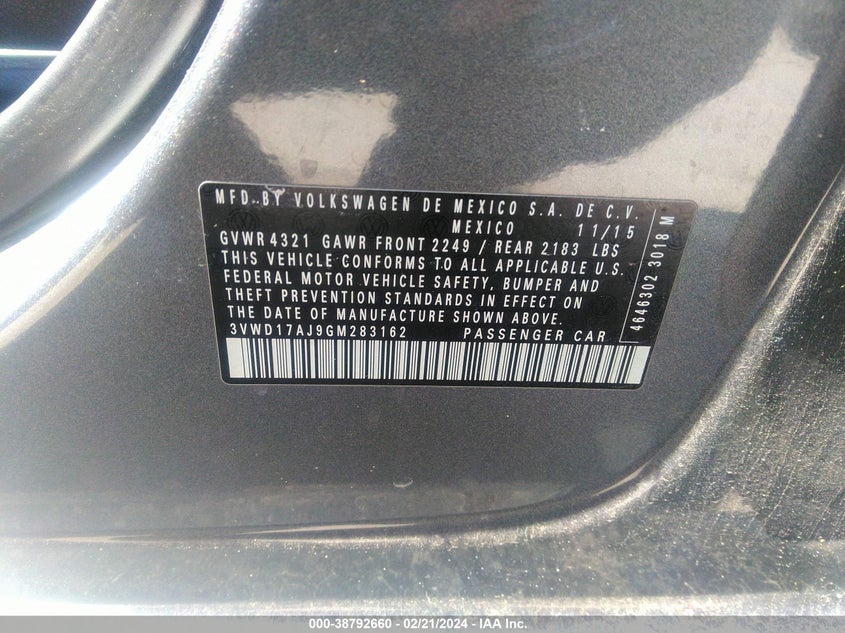 MFD. BY VOLKSWAGEN DE MEXICO S.A. DE C.V.
MEXICO 11/15
GVWR 4321 GAWR FRONT 2249 / REAR 2183 LBS
THIS VEHICLE CONFORMS TO ALL APPLICABLE U.S.
FEDERAL MOTOR VEHICLE SAFETY, BUMPER AND
THEFT PREVENTION STANDARDS IN EFFECT ON
THE DATE OF MANUFACTURE SHOWN ABOVE.
3VWD17AJ9GM283162 PASSENGER CAR
4646302 3018 M
000-38792660 - 02/21/2024 - IAA Inc.